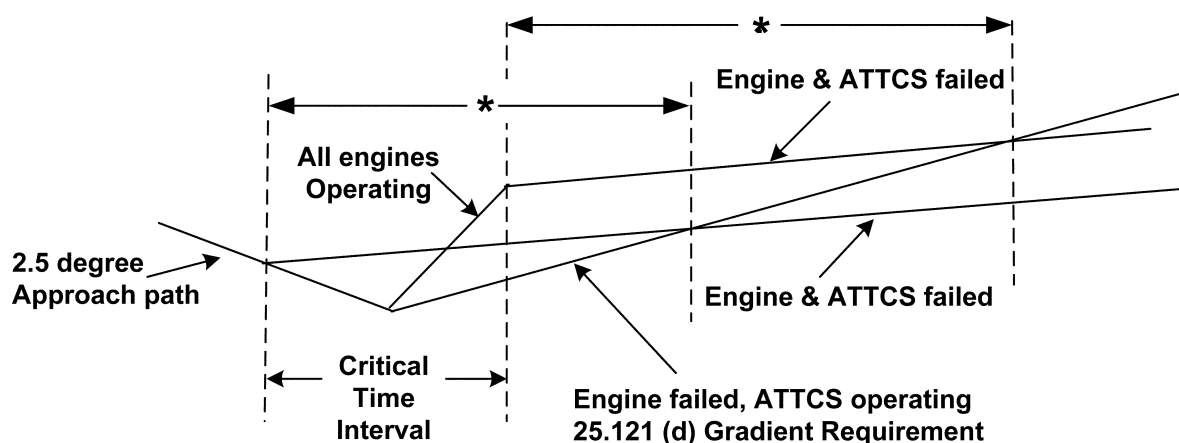 *
Engine & ATTCS failed
*
All engines
Operating
2.5 degree
Approach path
Engine & ATTCS failed
Critical
Time
Interval
Engine failed, ATTCS operating
25.121 (d) Gradient Requirement